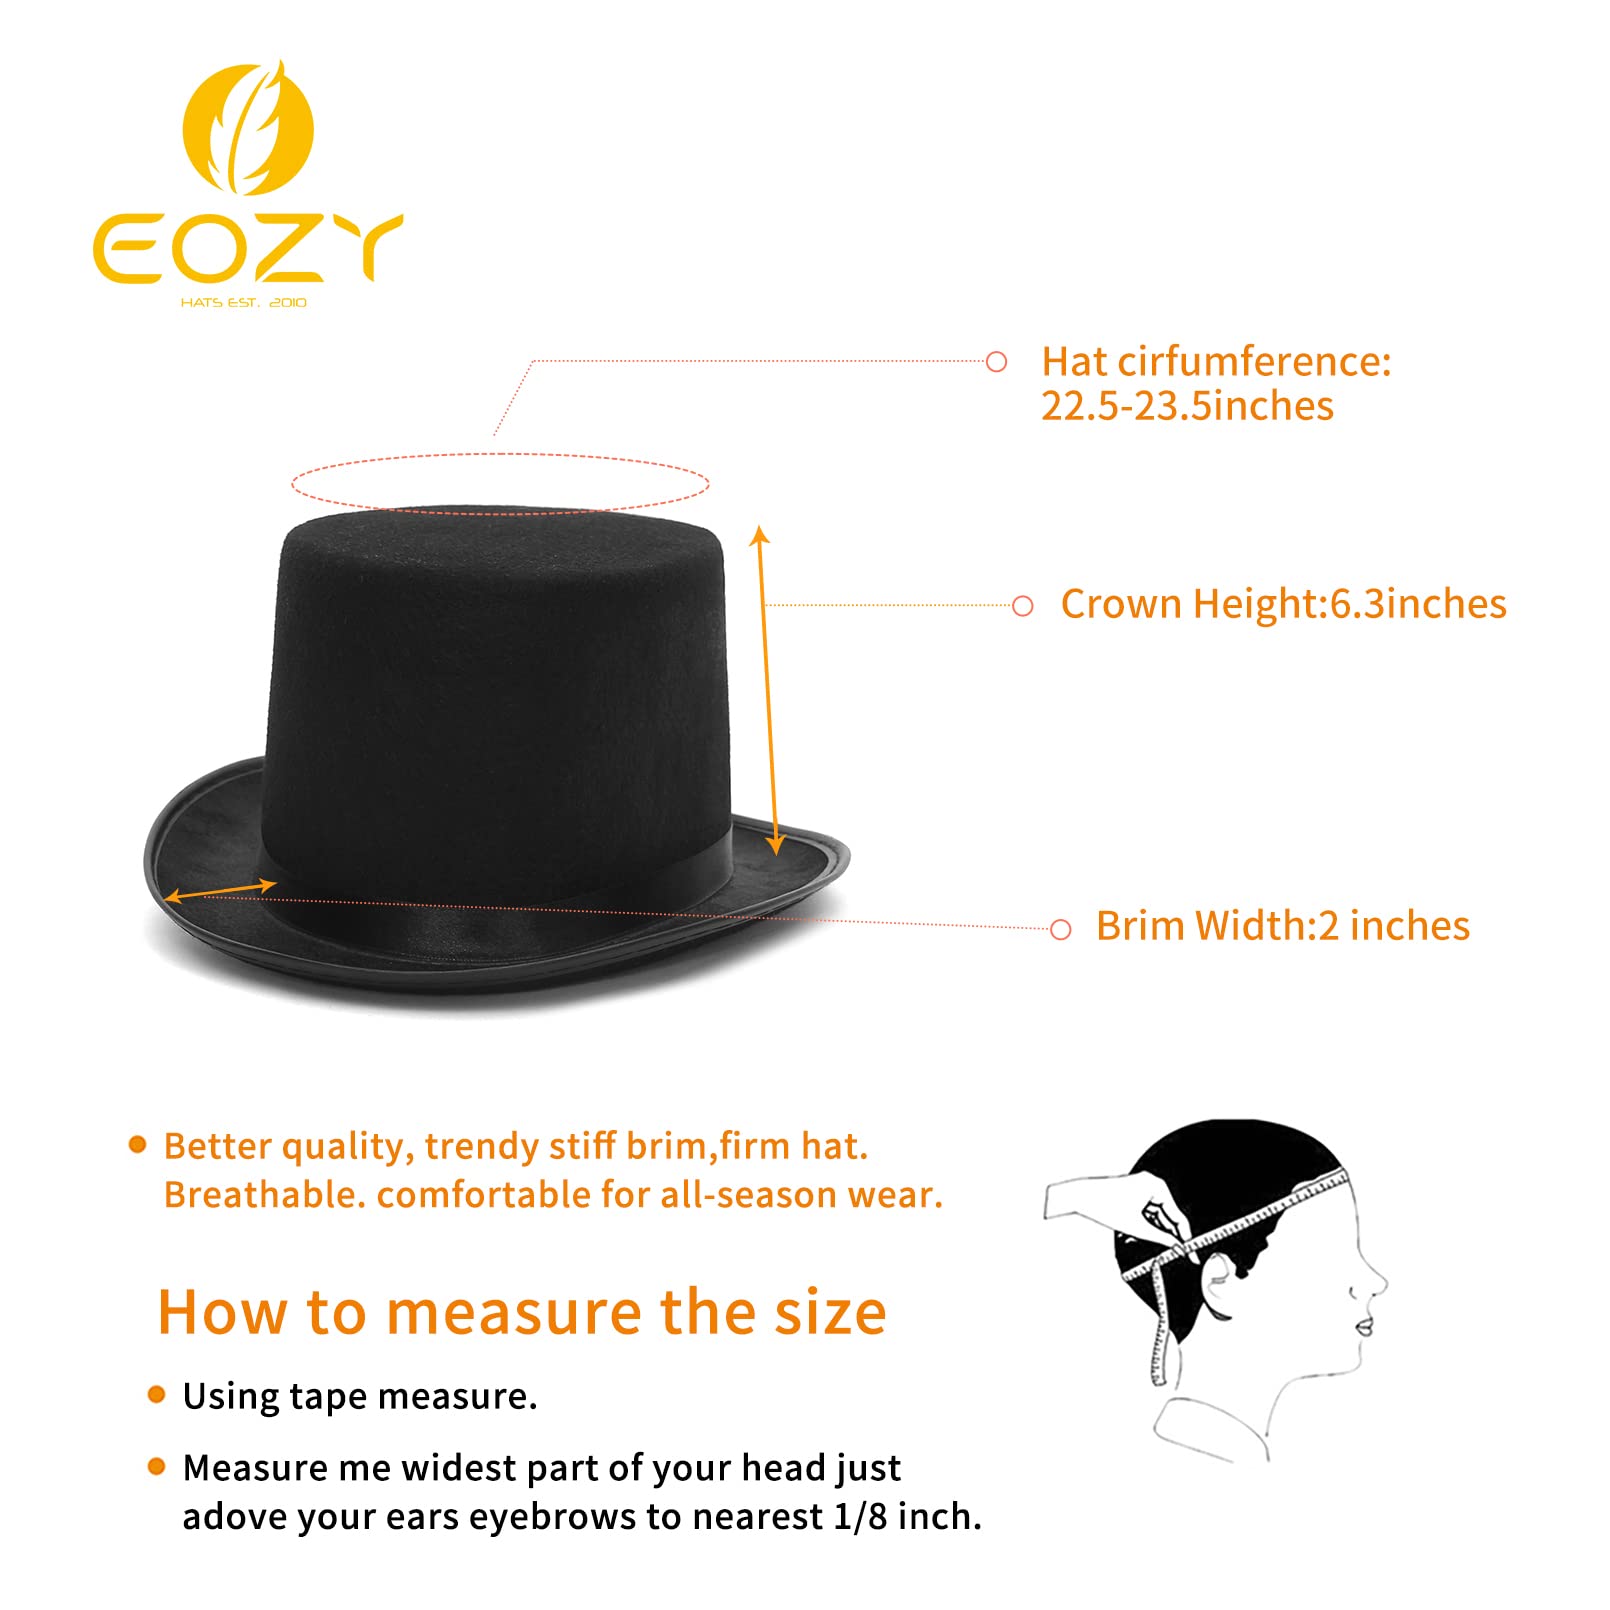 EOZY
HATS EST. 2010
Hat cirfumference:
22.5-23.5inches
Crown Height:6.3inches
Brim Width:2 inches
Better quality, trendy stiff brim,firm hat.
Breathable. comfortable for all-season wear.
How to measure the size
Using tape measure.
Measure me widest part of your head just
adove your ears eyebrows to nearest 1/8 inch.